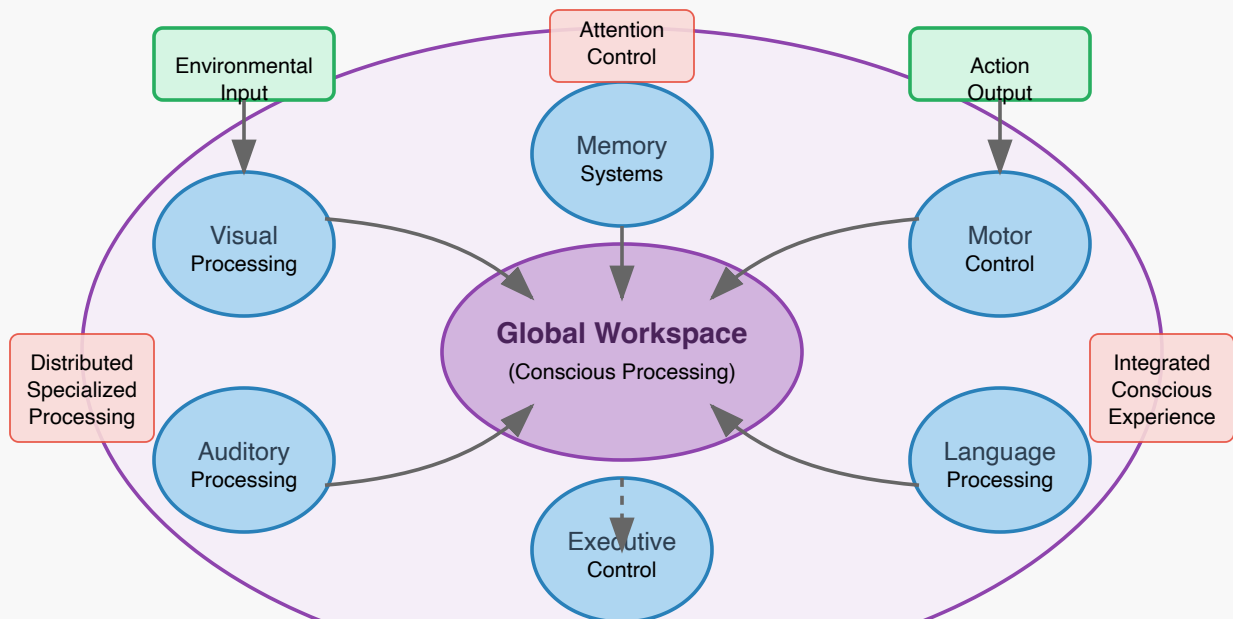 Environmental
Input
Attention
Control
Action
Output
Memory
Systems
Visual
Processing
Motor
Control
Global Workspace
(Conscious Processing)
Distributed
Specialized
Processing
Integrated
Conscious
Experience
Auditory
Processing
Language
Processing
Executive
Control